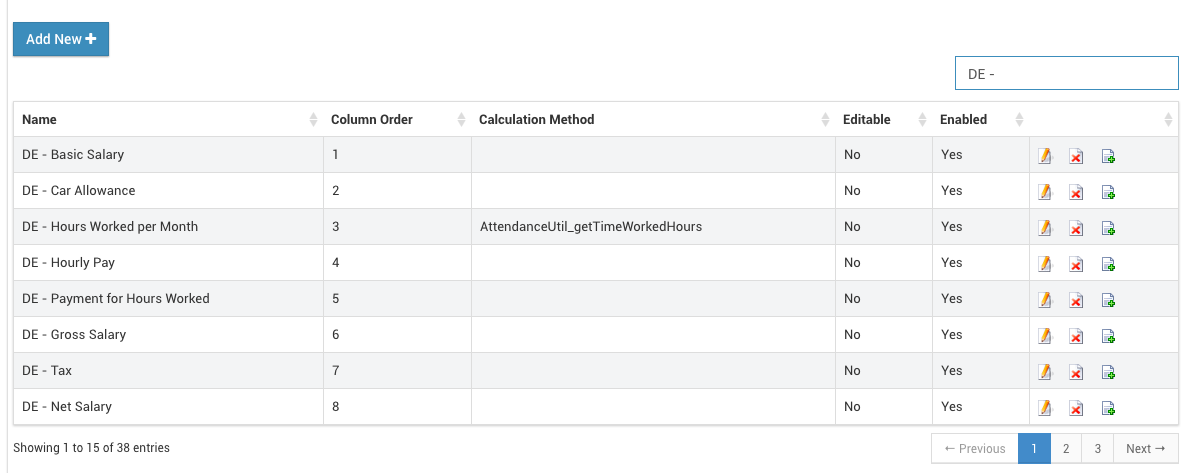 Add New
DE -
Name Column Order Calculation Method Editable Enabled
DE - Basic Salary 1 No Yes
DE - Car Allowance 2 No Yes
DE - Hours Worked per Month 3 AttendanceUtil_getTimeWorkedHours No Yes
DE - Hourly Pay 4 No Yes
DE - Payment for Hours Worked 5 No Yes
DE - Gross Salary 6 No Yes
DE - Tax 7 No Yes
DE - Net Salary 8 No Yes
Showing 1 to 15 of 38 entries ← Previous 1 2 3 Next →